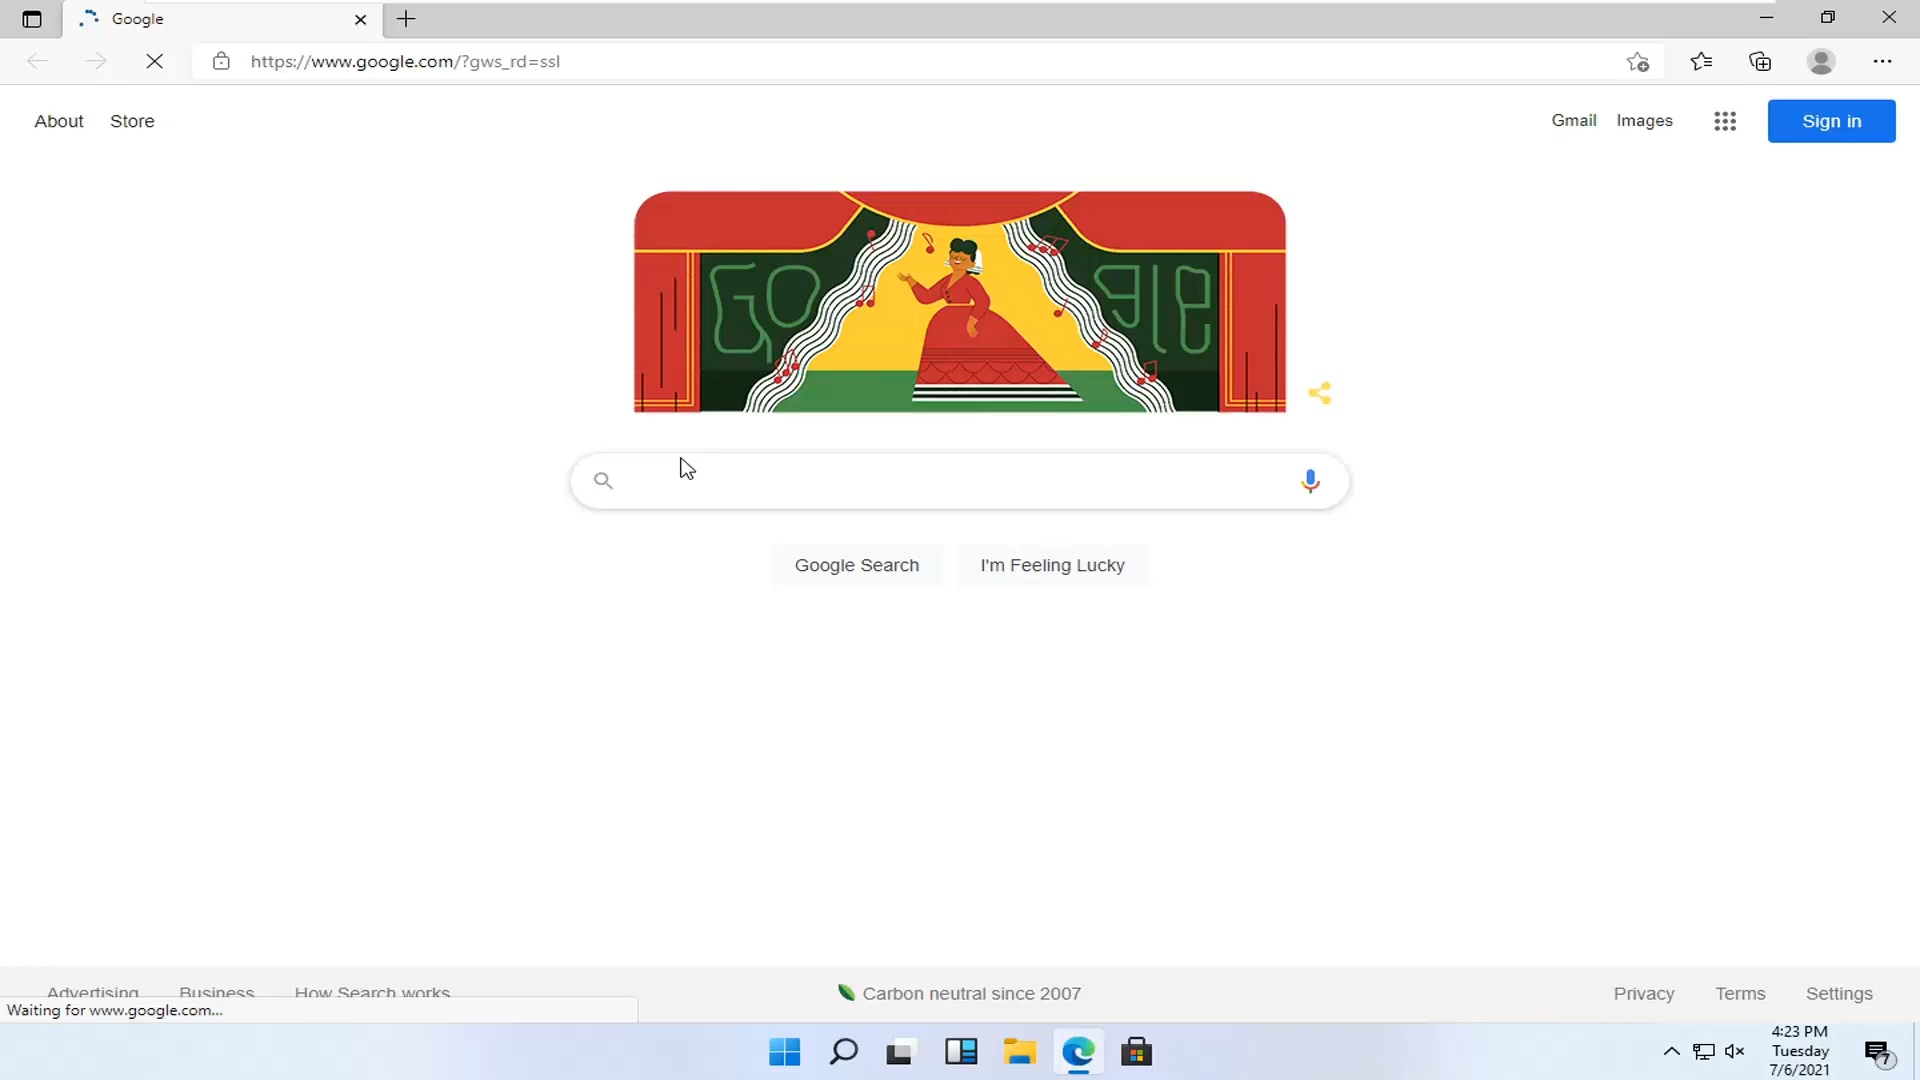 Google
https://www.google.com/?gws_rd=ssl
About Store
Gmail Images Sign in
Google Search I'm Feeling Lucky
Advertising Business How Search works
Carbon neutral since 2007
Privacy Terms Settings
Waiting for www.google.com...
4:23 PM
Tuesday
7/6/2021
7